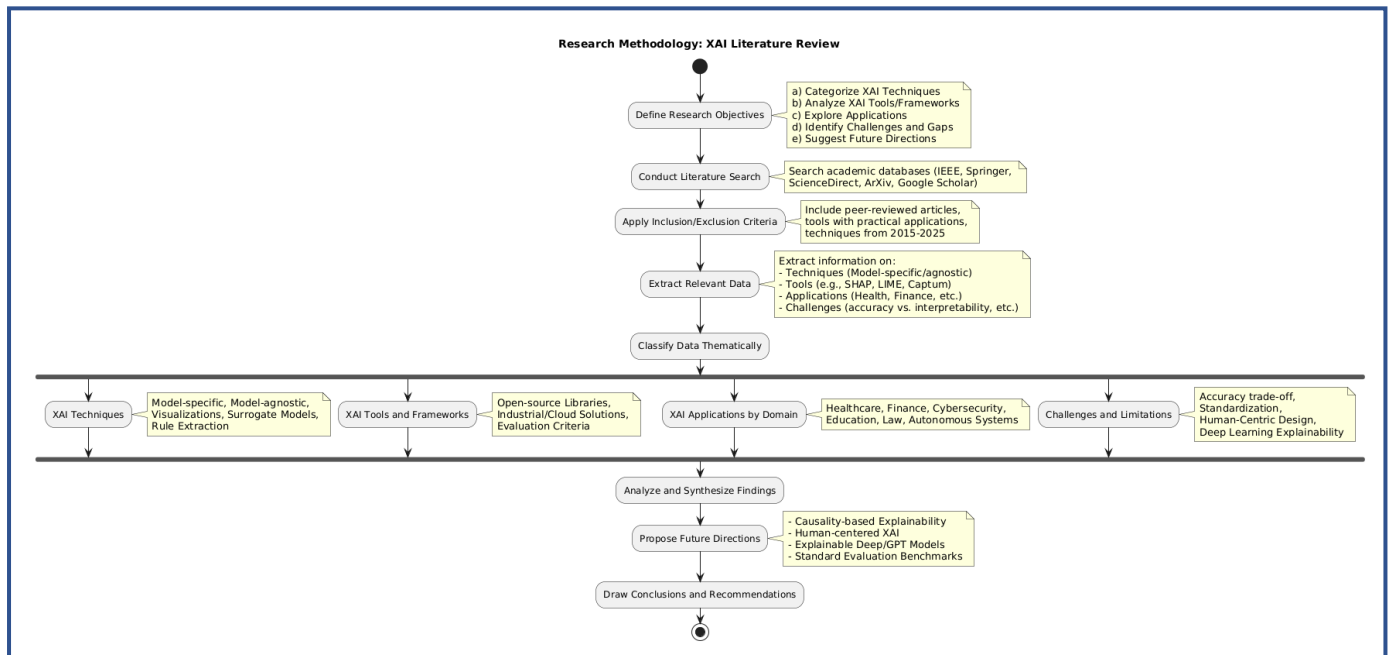 Research Methodology: XAI Literature Review
Define Research Objectives
a) Categorize XAI Techniques
b) Analyze XAI Tools/Frameworks
c) Explore Applications
d) Identify Challenges and Gaps
e) Suggest Future Directions
Conduct Literature Search
Search academic databases (IEEE, Springer,
ScienceDirect, ArXiv, Google Scholar)
Apply Inclusion/Exclusion Criteria
Include peer-reviewed articles,
tools with practical applications,
techniques from 2015-2025
Extract Relevant Data
Extract information on:
- Techniques (Model-specific/agnostic)
- Tools (e.g., SHAP, LIME, Captum)
- Applications (Health, Finance, etc.)
- Challenges (accuracy vs. interpretability, etc.)
Classify Data Thematically
XAI Techniques
Model-specific, Model-agnostic,
Visualizations, Surrogate Models,
Rule Extraction
XAI Tools and Frameworks
Open-source Libraries,
Industrial/Cloud Solutions,
Evaluation Criteria
XAI Applications by Domain
Healthcare, Finance, Cybersecurity,
Education, Law, Autonomous Systems
Challenges and Limitations
Accuracy trade-off,
Standardization,
Human-Centric Design,
Deep Learning Explainability
Analyze and Synthesize Findings
Propose Future Directions
- Causality-based Explainability
- Human-centered XAI
- Explainable Deep/GPT Models
- Standard Evaluation Benchmarks
Draw Conclusions and Recommendations